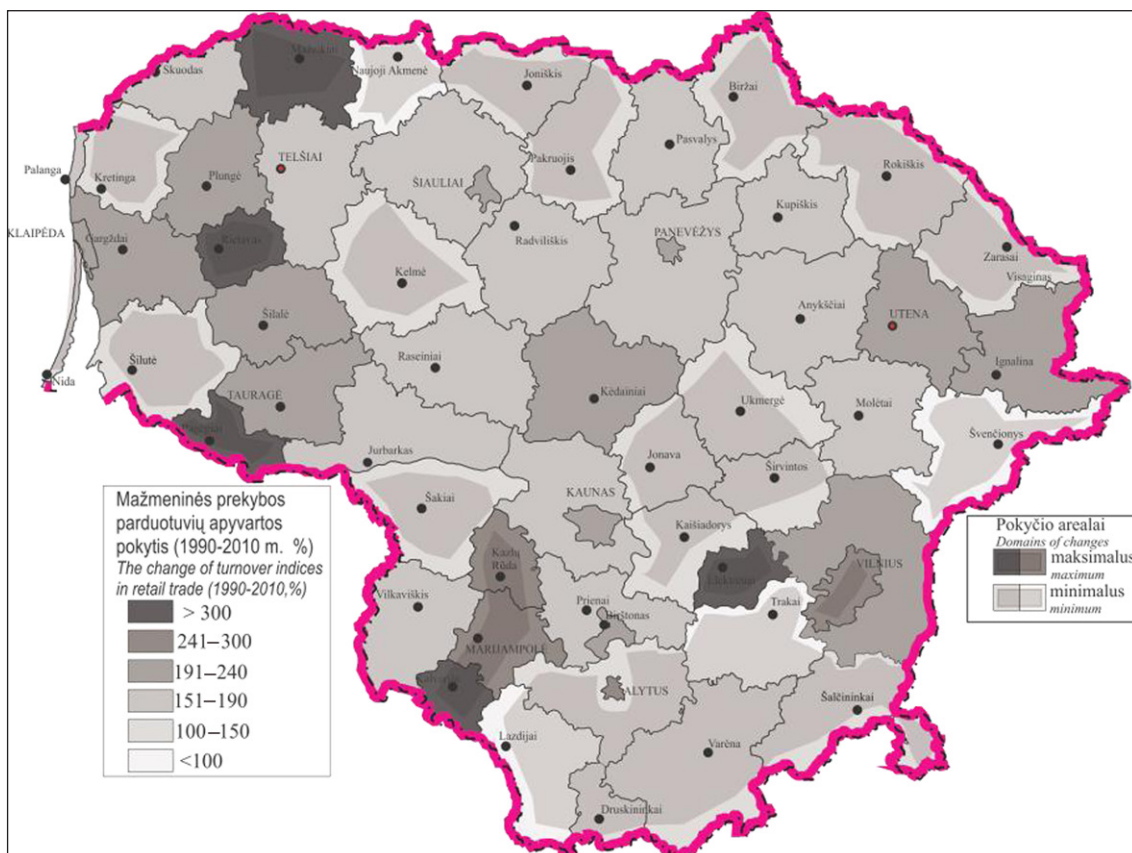 Mažeikiai
Skuodas
Naujoji Akmenė
Joniškis
Biržai
Pasvalys
Pakruojis
Rokiškis
TELŠIAI
Palanga
Kretinga
Plungė
ŠIAULIAI
Kupiškis
Radviliškis
PANEVĖŽYS
KLAIPĖDA
Gargždai
Rietavas
Zarasai
Visaginas
Kelmė
Anykščiai
UTENA
Šilalė
Raseiniai
Šilutė
Ignalina
Nida
TAURAGĖ
Kėdainiai
Ukmergė
Molėtai
Pagėgiai
Švenčionys
Jurbarkas
Jonava
Širvintos
Šakiai
KAUNAS
Kaišiadorys
Kazlų
Rūda
Elektrėnai
VILNIUS
Vilkaviškis
Prienai
Birštonas
Trakai
MARIJAMPOLĖ
Kalvarija
ALYTUS
Šalčininkai
Lazdijai
Varėna
Druskininkai
Mažmeninės prekybos
parduotuvių apyvartos
pokytis (1990-2010 m. %)
The change of turnover indices
in retail trade (1990-2010,%)
> 300
241–300
191–240
151–190
100–150
<100
Pokyčio arealai
Domains of changes
maksimalus
maximum
minimalus
minimum